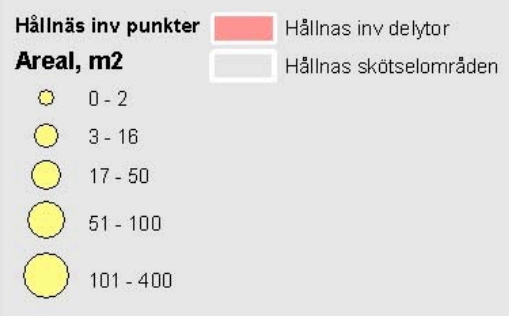 Hållnäs inv punkter
Areal, m2
0 - 2
3 - 16
17 - 50
51 - 100
101 - 400
Hållnas inv delytor
Hållnas skötselområden